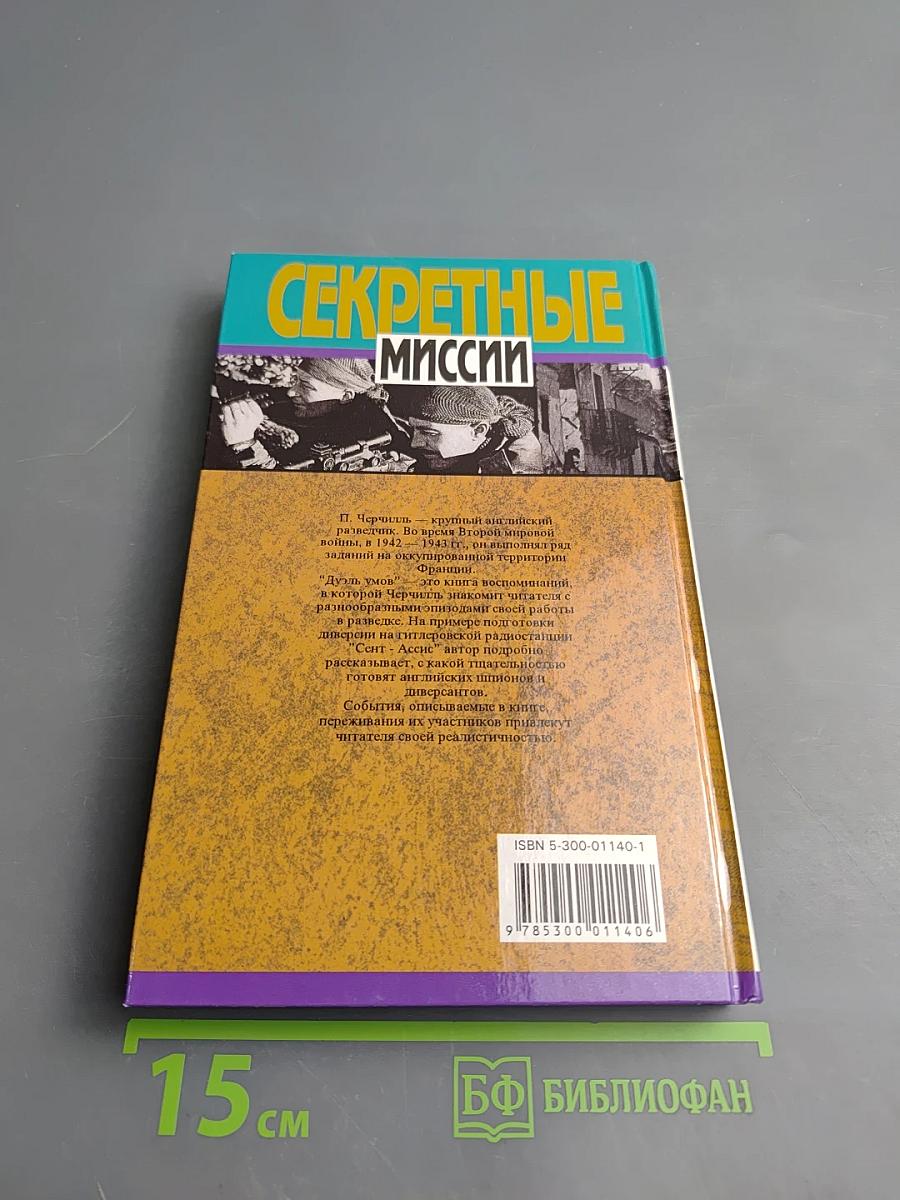 СЕКРЕТНЫЕ
МИССИИ
П. Черчилль — крупный английский
разведчик. Во время Второй мировой
войны, в 1942 — 1943 гг., он выполнял ряд
заданий на оккупированной территории
Франции.
"Дуэль умов" — это книга воспоминаний,
в которой Черчилль знакомит читателя с
разнообразными эпизодами своей работы
в разведке. На примере подготовки
диверсии на гитлеровской радиостанции
"Сент - Ассис" автор подробно
рассказывает, с какой тщательностью
готовят английских шпионов и
диверсантов.
События, описываемые в книге,
переживания их участников привлекут
читателя своей реалистичностью.
ISBN 5-300-01140-1
9 785300 011406
15 см
БФ БИБЛИОФАН